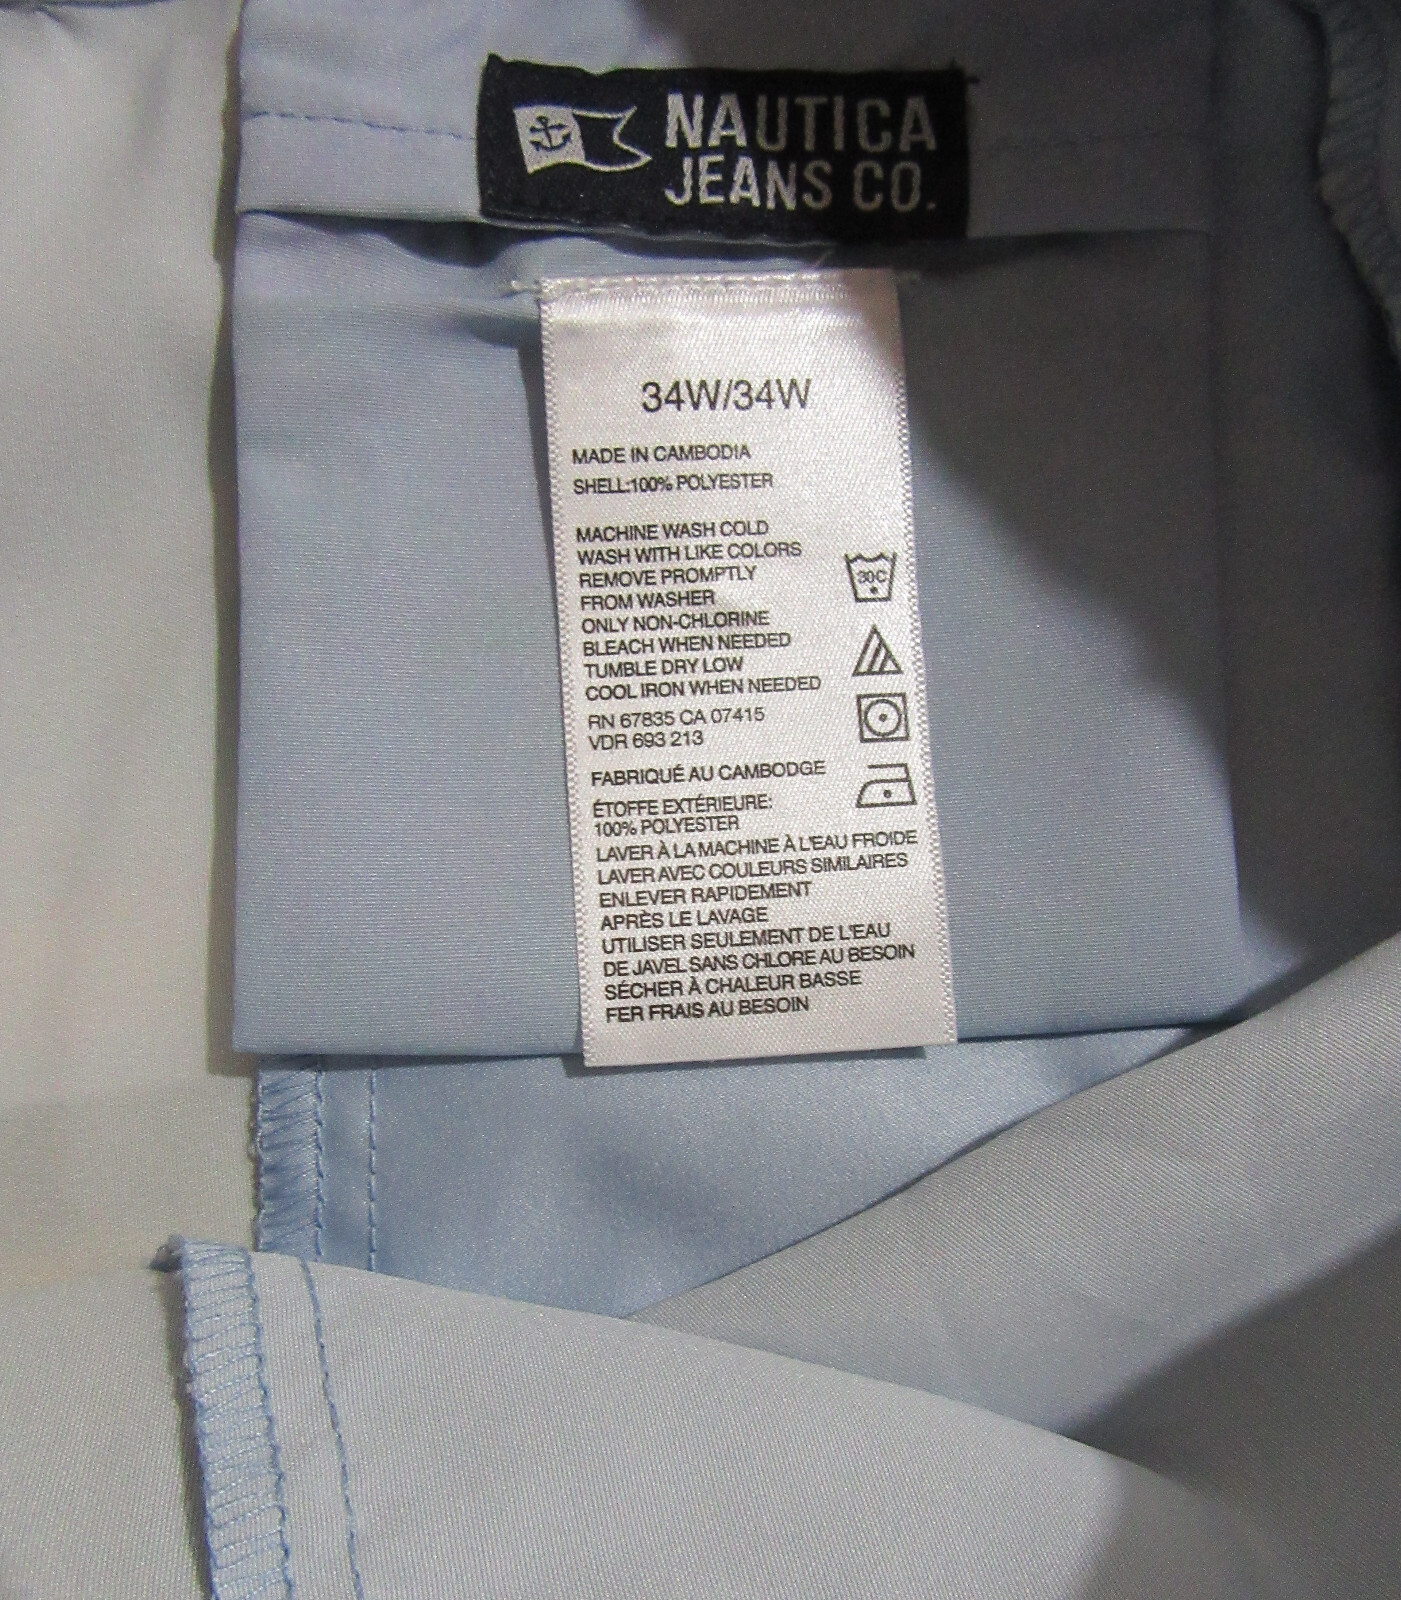 NAUTICA
JEANS CO.
34W/34W
MADE IN CAMBODIA
SHELL:100% POLYESTER
MACHINE WASH COLD
WASH WITH LIKE COLORS
REMOVE PROMPTLY
FROM WASHER
ONLY NON-CHLORINE
BLEACH WHEN NEEDED
TUMBLE DRY LOW
COOL IRON WHEN NEEDED
30C
RN 67835 CA 07415
VDR 693 213
FABRIQUÉ AU CAMBODGE
ÉTOFFE EXTÉRIEURE:
100% POLYESTER
LAVER À LA MACHINE À L'EAU FROIDE
LAVER AVEC COULEURS SIMILAIRES
ENLEVER RAPIDEMENT
APRÈS LE LAVAGE
UTILISER SEULEMENT DE L'EAU
DE JAVEL SANS CHLORE AU BESOIN
SÉCHER À CHALEUR BASSE
FER FRAIS AU BESOIN